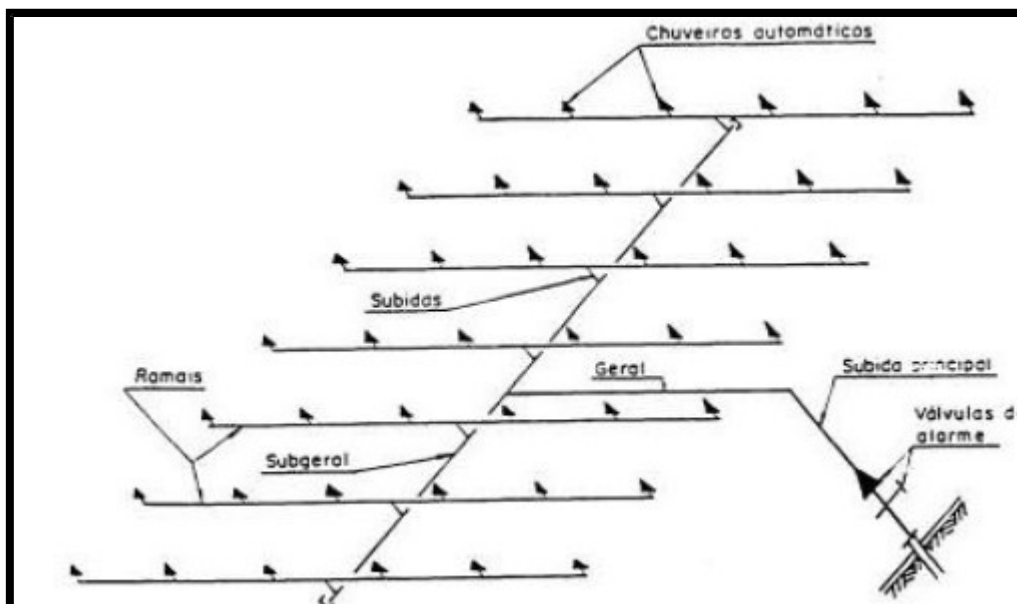 Chuveiros automáticos
Subidas
Ramais
Geral
Subida principal
Válvulas d
alarme
Subgeral